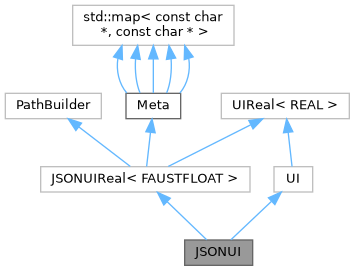 std::map< const char
*, const char * >
PathBuilder
Meta
UIReal< REAL >
JSONUIReal< FAUSTFLOAT >
UI
JSONUI